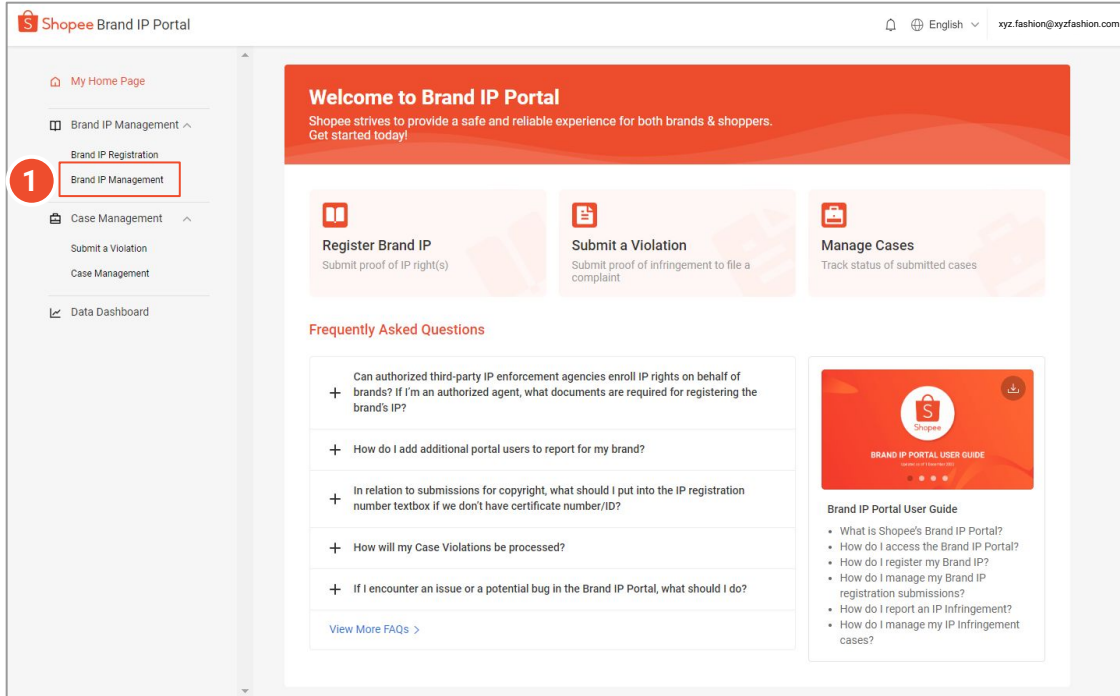 Shopee Brand IP Portal
English
xyz.fashion@xyzfashion.com
My Home Page
Brand IP Management
Brand IP Registration
1
Brand IP Management
Case Management
Submit a Violation
Case Management
Data Dashboard
Welcome to Brand IP Portal
Shopee strives to provide a safe and reliable experience for both brands & shoppers.
Get started today!
Register Brand IP
Submit proof of IP right(s)
Submit a Violation
Submit proof of infringement to file a
complaint
Manage Cases
Track status of submitted cases
Frequently Asked Questions
Can authorized third-party IP enforcement agencies enroll IP rights on behalf of
brands? If I'm an authorized agent, what documents are required for registering the
brand's IP?
How do I add additional portal users to report for my brand?
In relation to submissions for copyright, what should I put into the IP registration
number textbox if we don't have certificate number/ID?
How will my Case Violations be processed?
If I encounter an issue or a potential bug in the Brand IP Portal, what should I do?
View More FAQs >
Shopee
BRAND IP PORTAL USER GUIDE
Brand IP Portal User Guide
• What is Shopee's Brand IP Portal?
• How do I access the Brand IP Portal?
• How do I register my Brand IP?
• How do I manage my Brand IP
registration submissions?
• How do I report an IP Infringement?
• How do I manage my IP Infringement
cases?